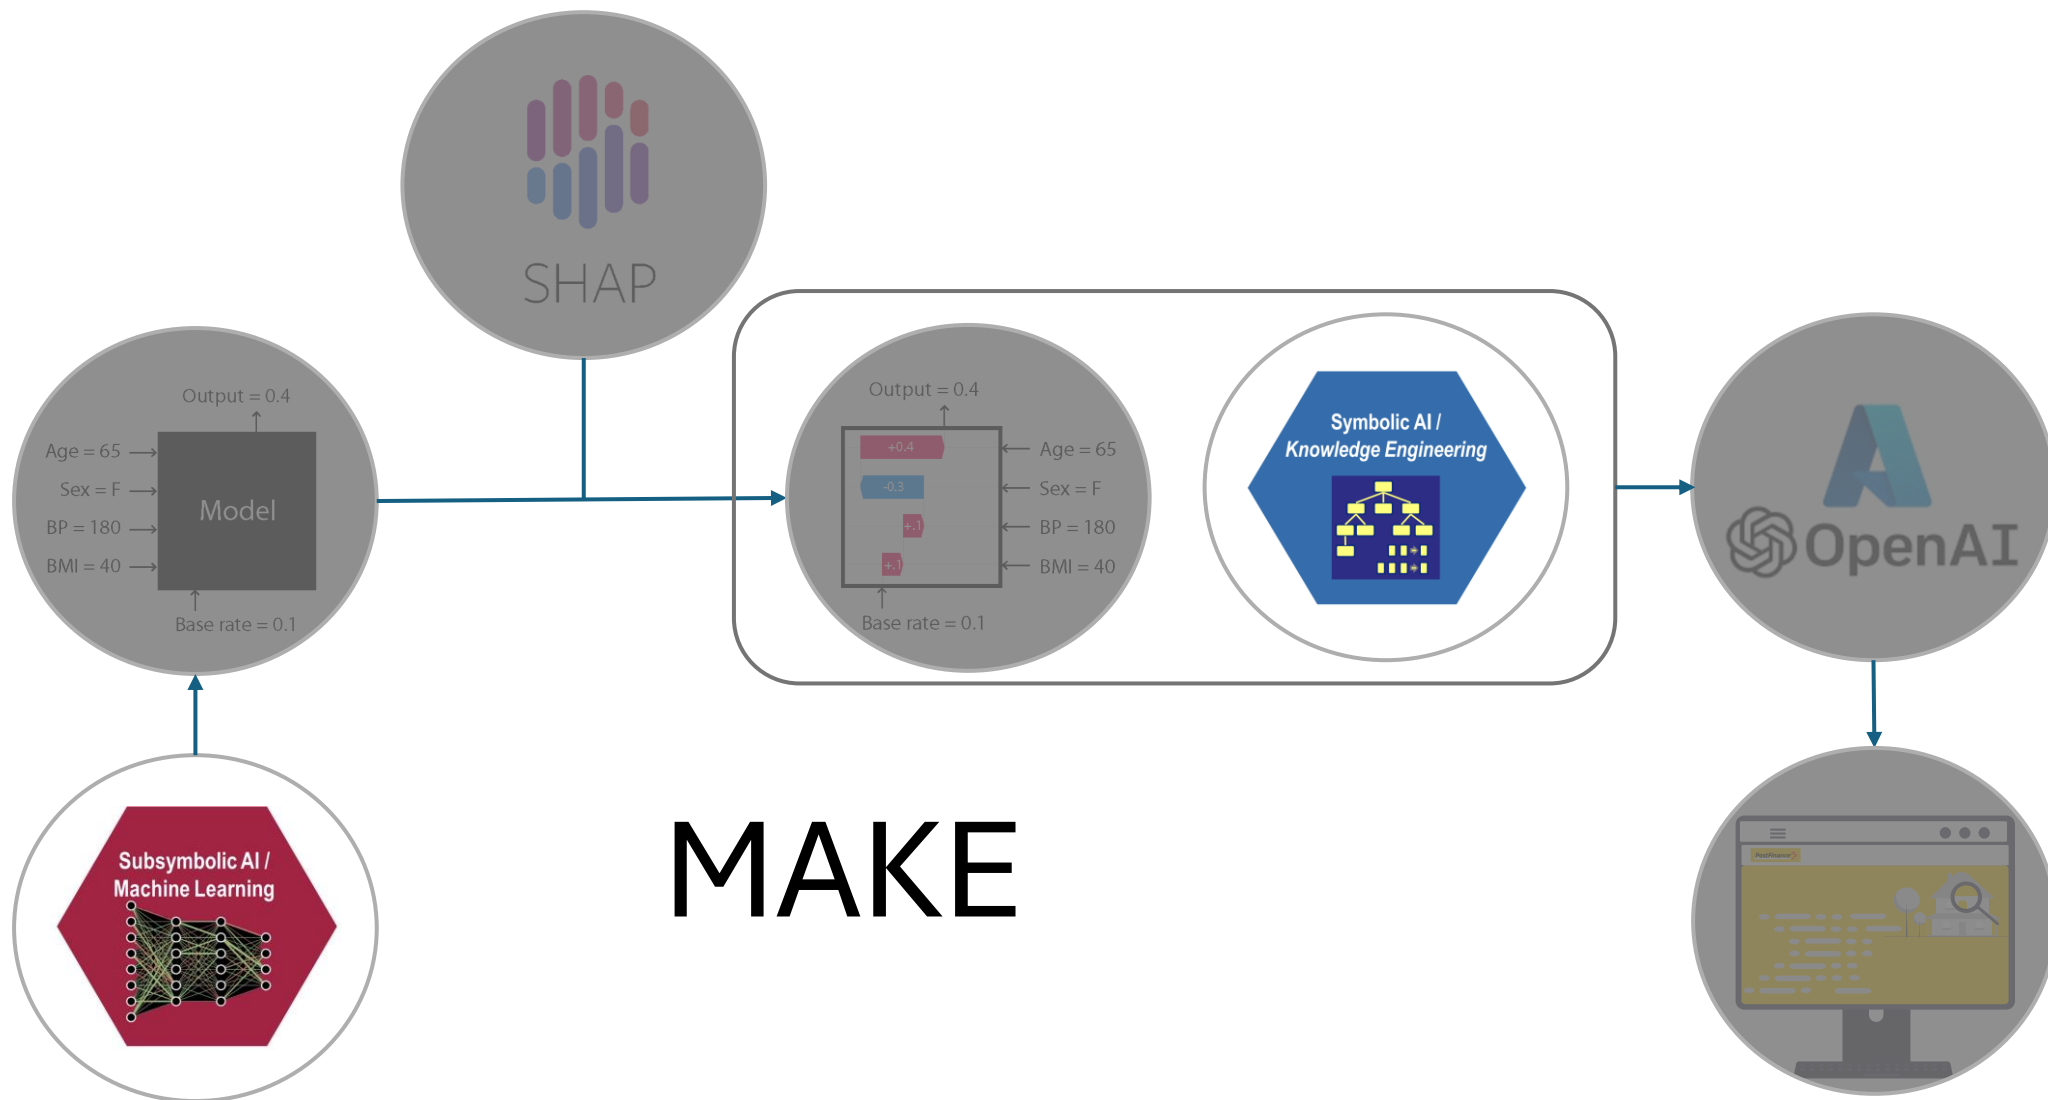 SHAP
Output = 0.4
Age = 65
Sex = F
BP = 180
BMI = 40
Model
Base rate = 0.1
Output = 0.4
+0.4
-0.3
+.1
+.1
Age = 65
Sex = F
BP = 180
BMI = 40
Base rate = 0.1
Symbolic AI /
Knowledge Engineering
OpenAI
Subsymbolic AI /
Machine Learning
MAKE
PostFinance